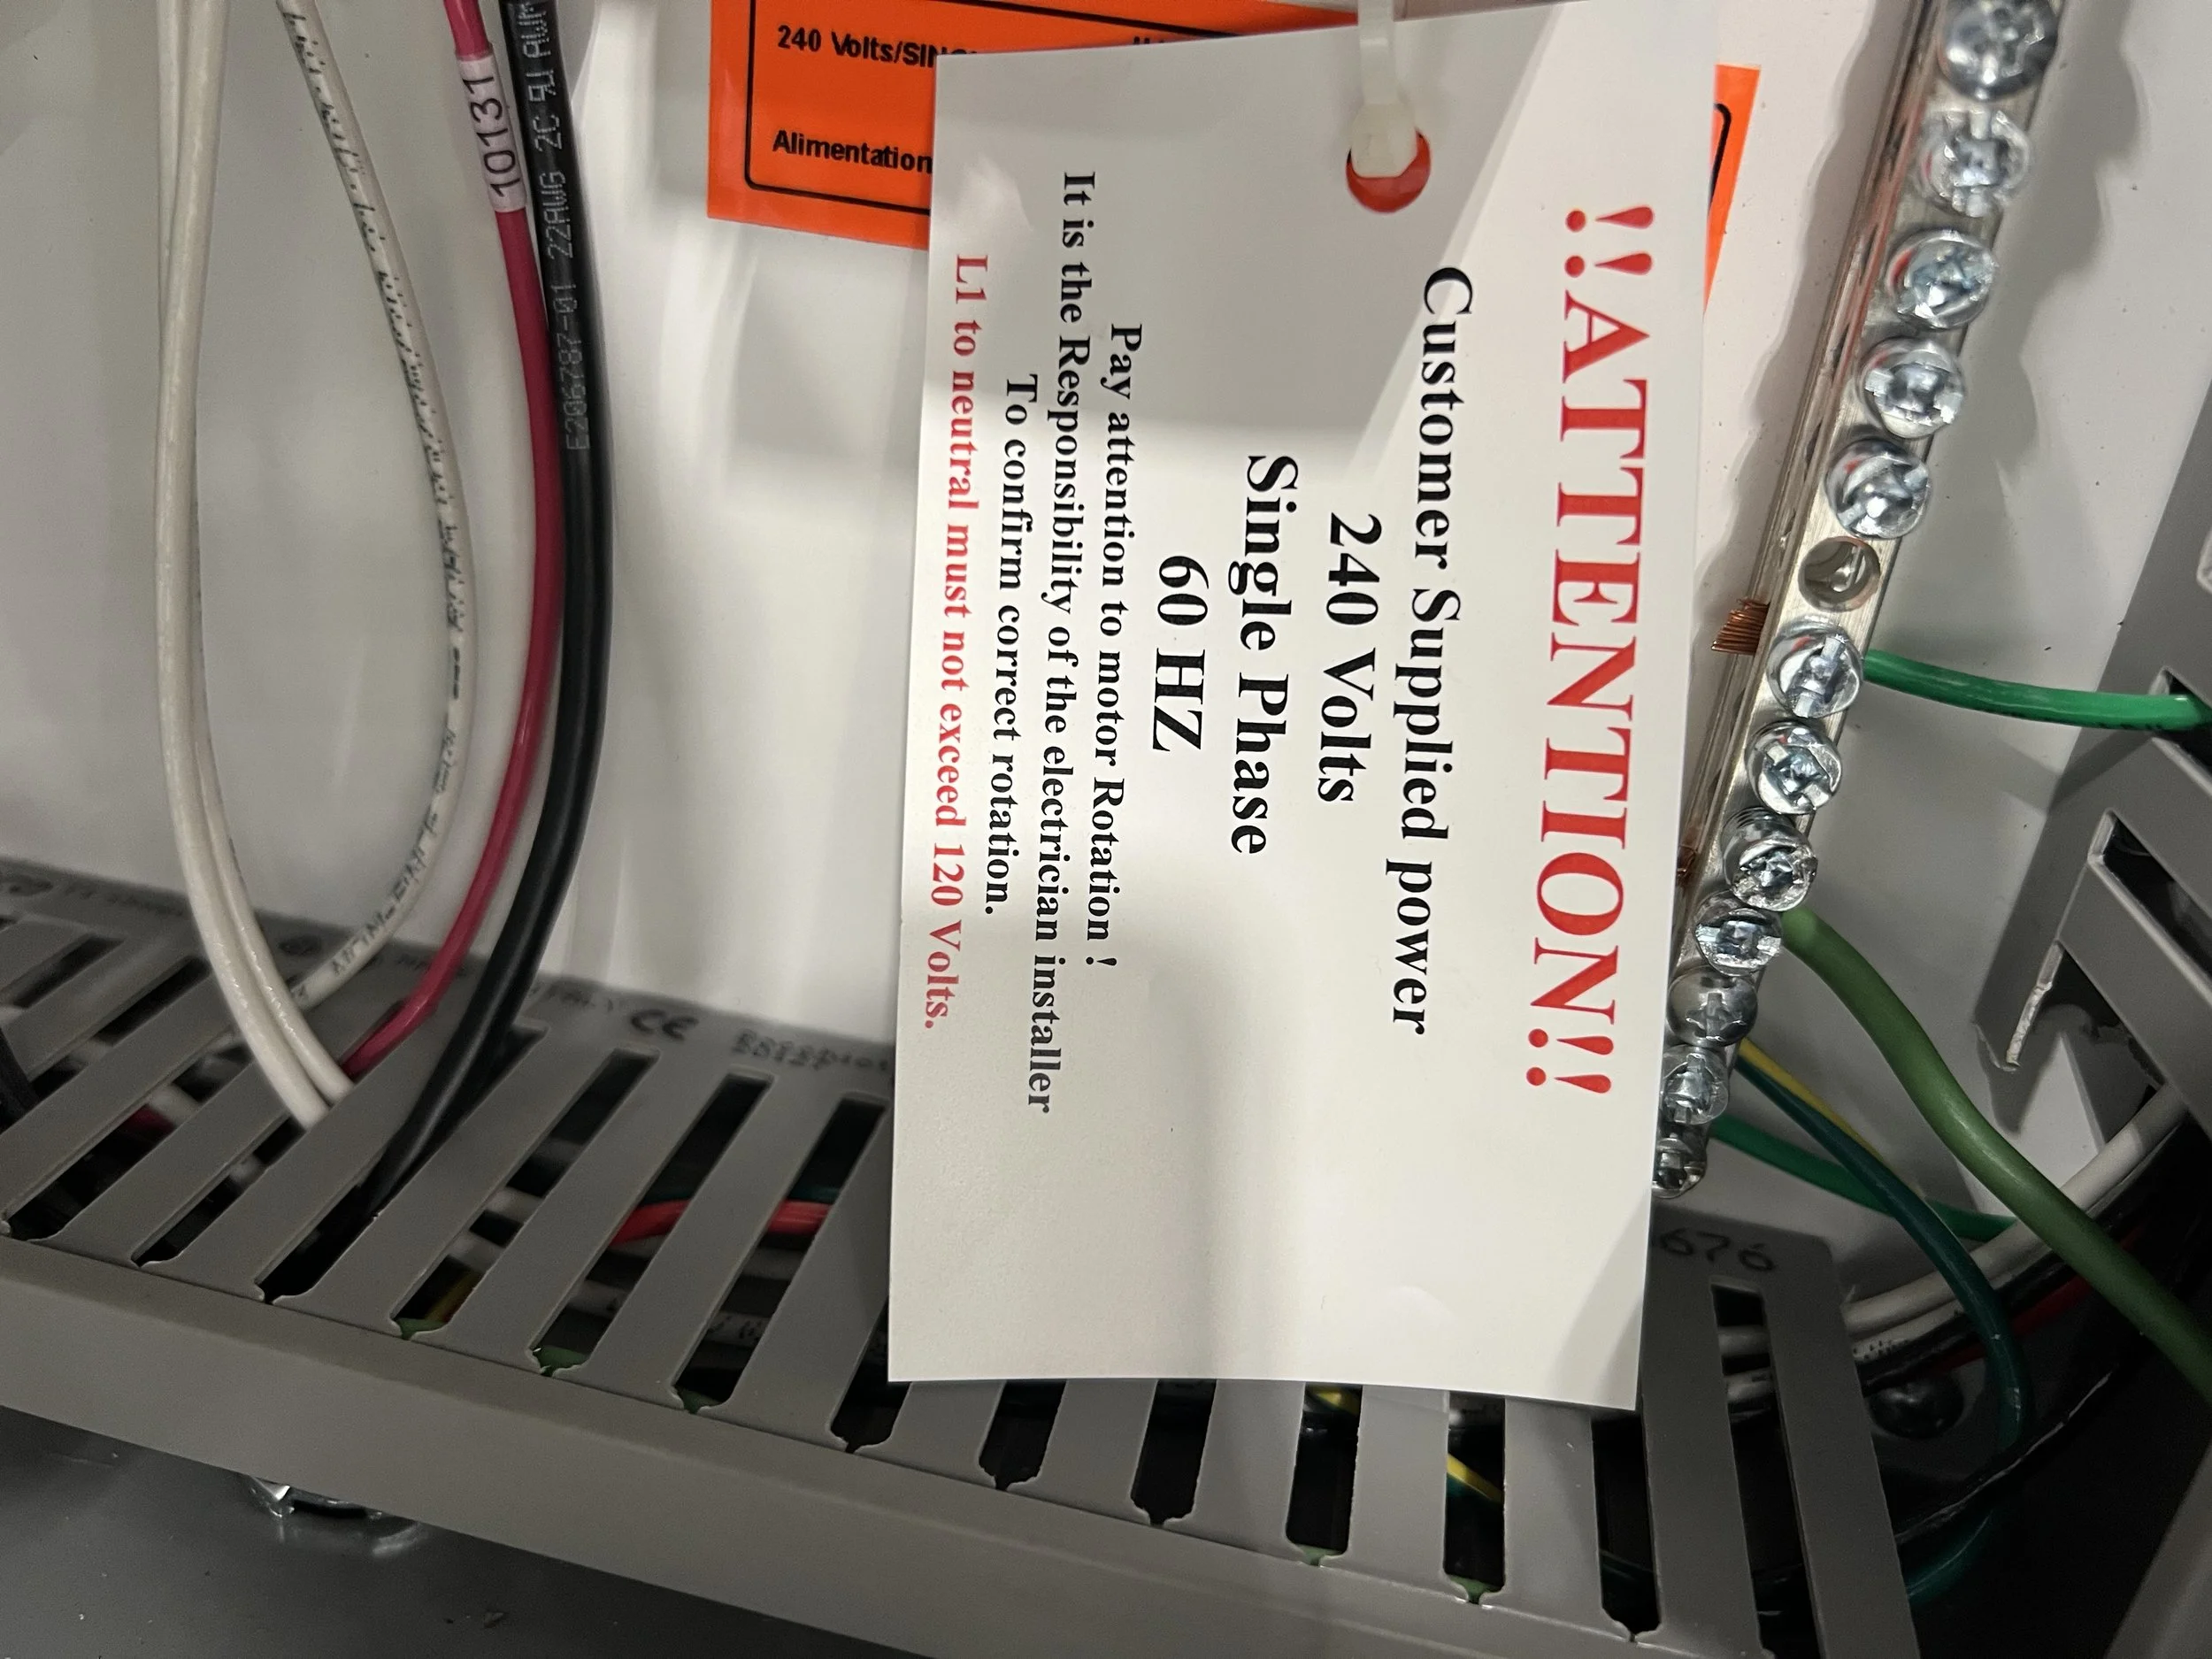 !!ATTENTION!!
Customer Supplied power
240 Volts
Single Phase
60 HZ
Pay attention to motor Rotation !
It is the Responsibility of the electrician installer
To confirm correct rotation.
L1 to neutral must not exceed 120 Volts.
240 Volts/
Alimentation
10131
CE
676